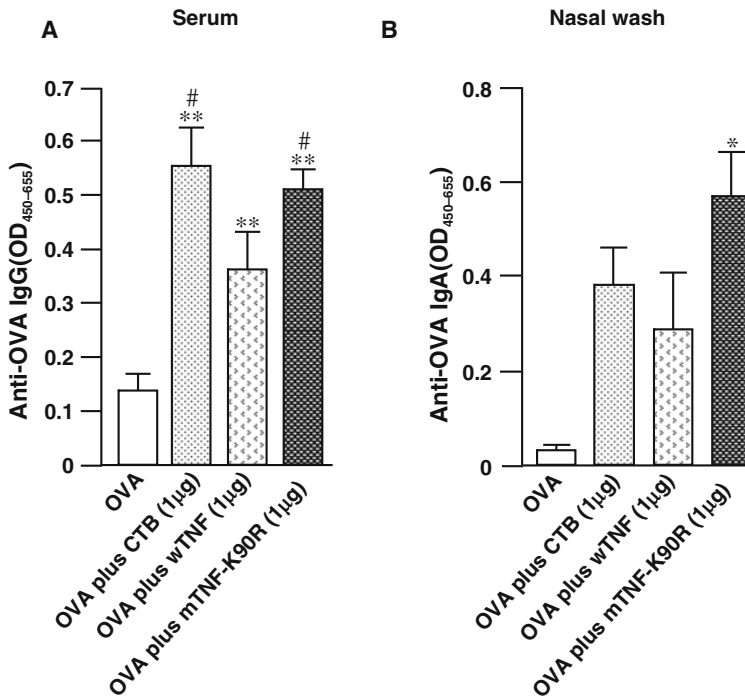 A
Serum
Anti-OVA IgG(OD450–655)
0.7
0.6
0.5
0.4
0.3
0.2
0.1
0
#
**
**
#
**
OVA
OVA plus CTB (1μg)
OVA plus wTNF (1μg)
OVA plus mTNF-K90R (1μg)
B
Nasal wash
Anti-OVA IgA(OD450–655)
0.8
0.6
0.4
0.2
0
*
OVA
OVA plus CTB (1μg)
OVA plus wTNF (1μg)
OVA plus mTNF-K90R (1μg)